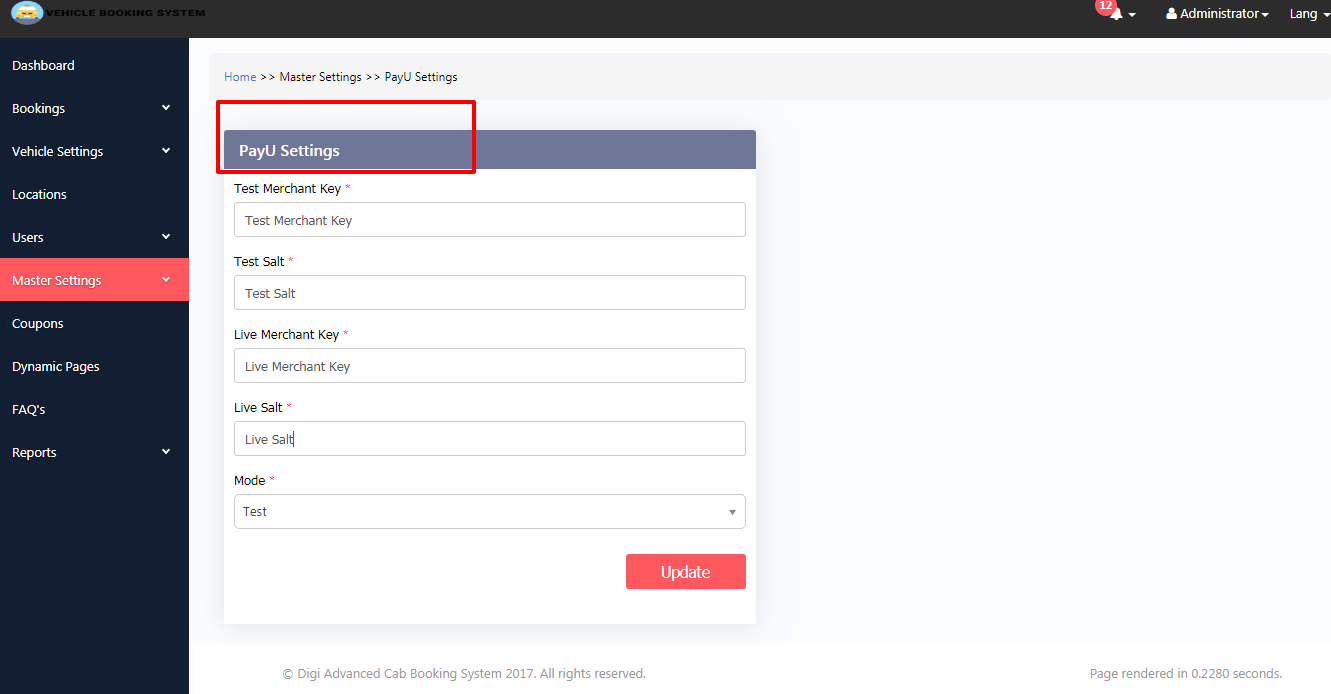 VEHICLE BOOKING SYSTEM
12
Administrator
Lang
Dashboard
Bookings
Vehicle Settings
Locations
Users
Master Settings
Coupons
Dynamic Pages
FAQ's
Reports
Home >> Master Settings >> PayU Settings
PayU Settings
Test Merchant Key *
Test Merchant Key
Test Salt *
Test Salt
Live Merchant Key *
Live Merchant Key
Live Salt *
Live Salt
Mode *
Test
Update
© Digi Advanced Cab Booking System 2017. All rights reserved.
Page rendered in 0.2280 seconds.